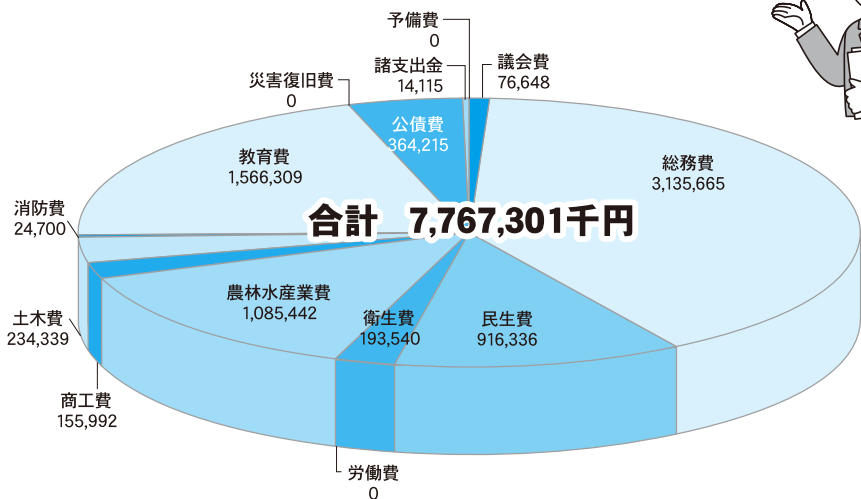 予備費
0
諸支出金
14,115
議会費
76,648
災害復旧費
0
公債費
364,215
教育費
1,566,309
総務費
3,135,665
消防費
24,700
合計 7,767,301千円
農林水産業費
1,085,442
衛生費
193,540
民生費
916,336
土木費
234,339
商工費
155,992
労働費
0